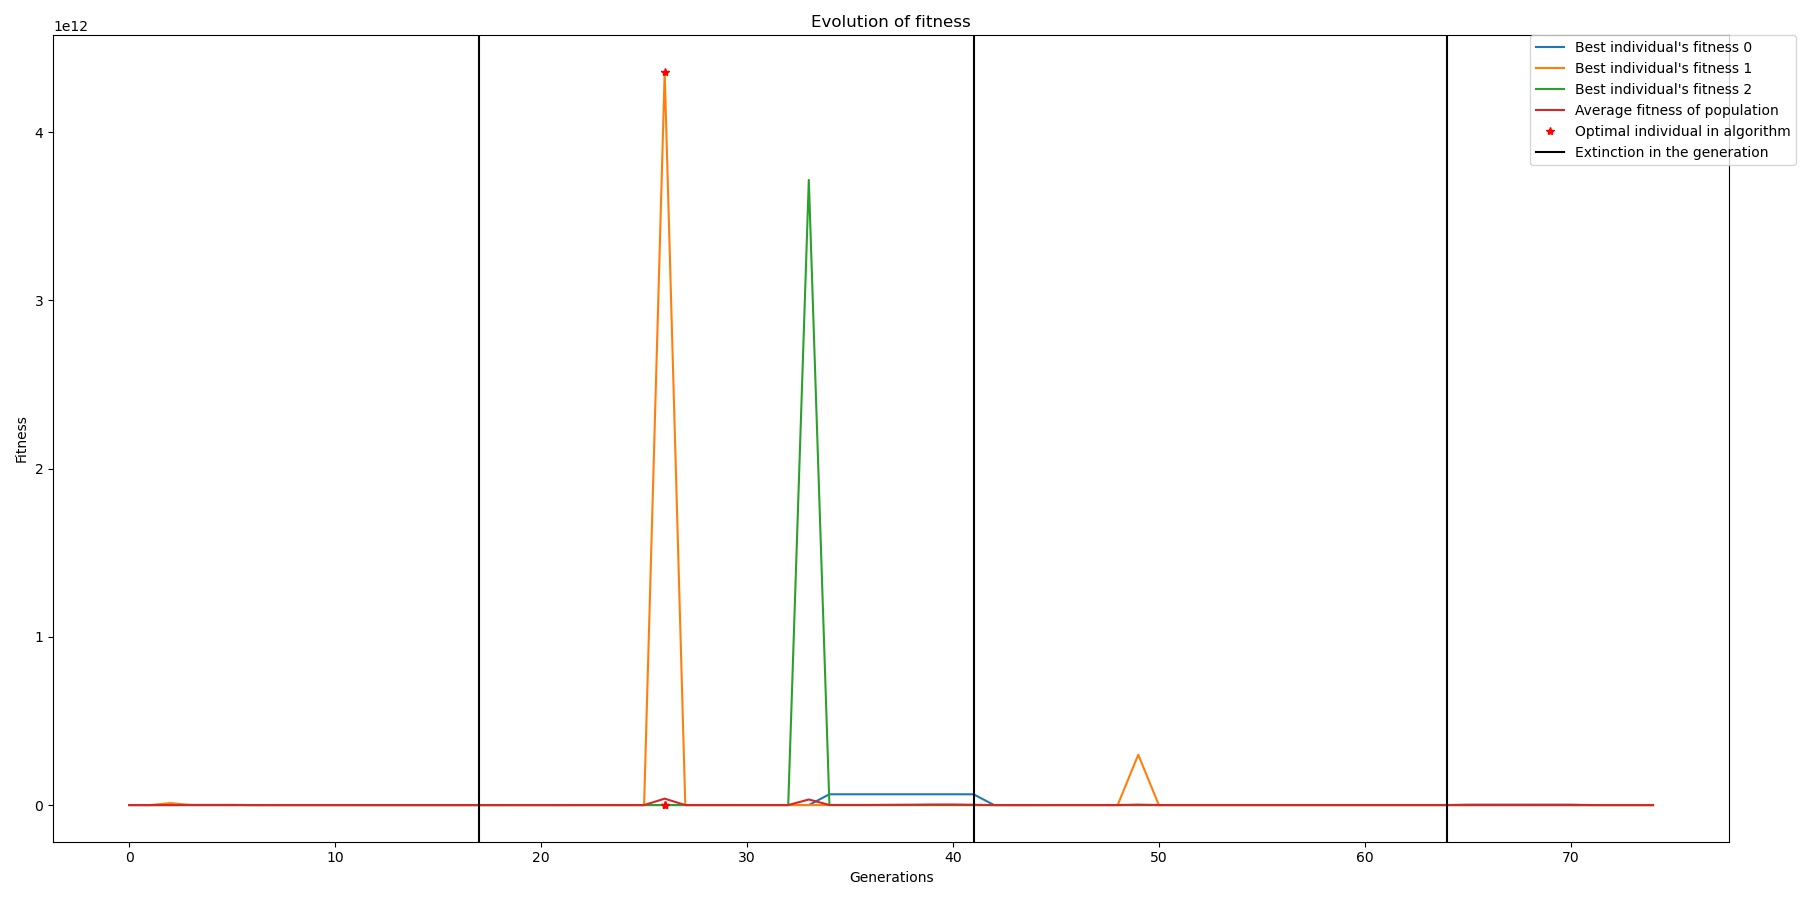 Evolution of fitness
1e12
Best individual's fitness 0
Best individual's fitness 1
Best individual's fitness 2
Average fitness of population
Optimal individual in algorithm
Extinction in the generation
4
3
2
1
0
Fitness
0 10 20 30 40 50 60 70
Generations